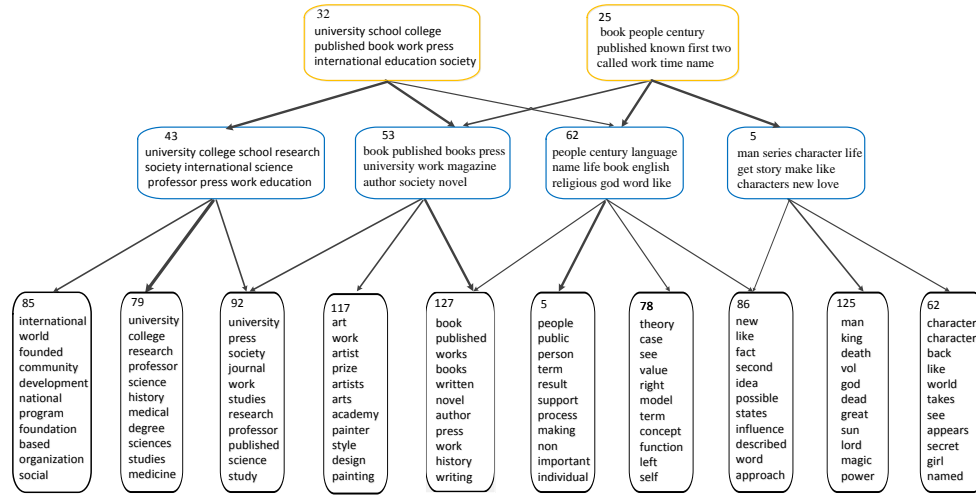 32
university school college
published book work press
international education society
25
book people century
published known first two
called work time name
43
university college school research
society international science
professor press work education
53
book published books press
university work magazine
author society novel
62
people century language
name life book english
religious god word like
5
man series character life
get story make like
characters new love
85
international
world
founded
community
development
national
program
foundation
based
organization
social
79
university
college
research
professor
science
history
medical
degree
sciences
studies
medicine
92
university
press
society
journal
work
studies
research
professor
published
science
study
117
art
work
artist
prize
artists
arts
academy
painter
style
design
painting
127
book
published
works
books
written
novel
author
press
work
history
writing
5
people
public
person
term
result
support
process
making
non
important
individual
78
theory
case
see
value
right
model
term
concept
function
left
self
86
new
like
fact
second
idea
possible
states
influence
described
word
approach
125
man
king
death
vol
god
dead
great
sun
lord
magic
power
62
character
character
back
like
world
takes
see
appears
secret
girl
named